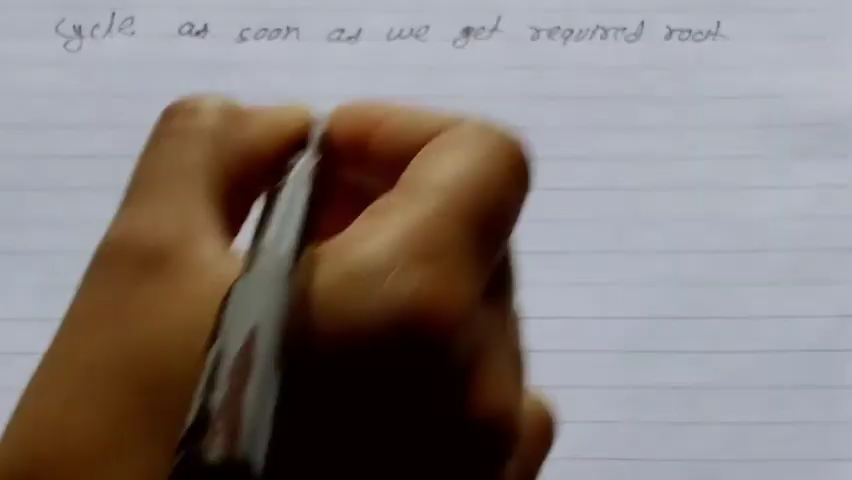 cycle as soon as we get required root